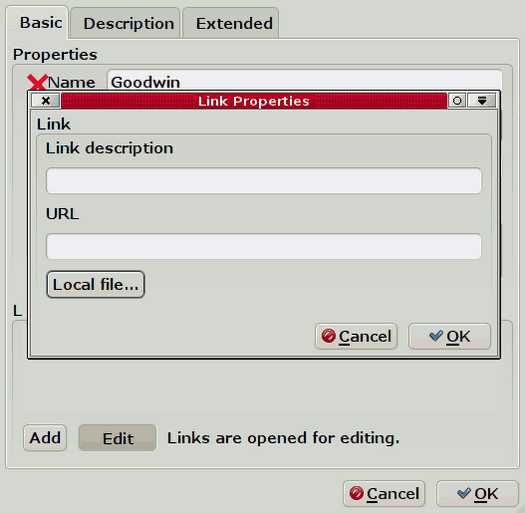 Basic
Description
Extended
Properties
Name
Goodwin
Link Properties
Link
Link description
URL
Local file...
L
Cancel
OK
Add
Edit
Links are opened for editing.
Cancel
OK